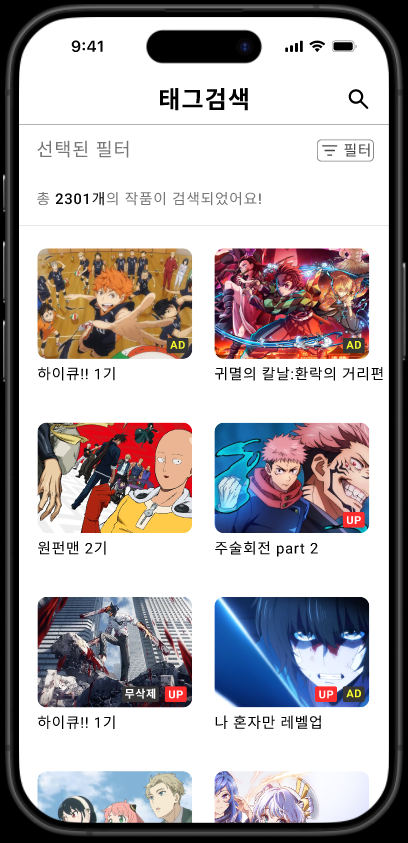 9:41
태그검색
선택된 필터
필터
총 2301개의 작품이 검색되었어요!
AD
AD
하이큐!! 1기
귀멸의 칼날:환락의 거리편
UP
원펀맨 2기
주술회전 part 2
무삭제 UP
UP AD
하이큐!! 1기
나 혼자만 레벨업